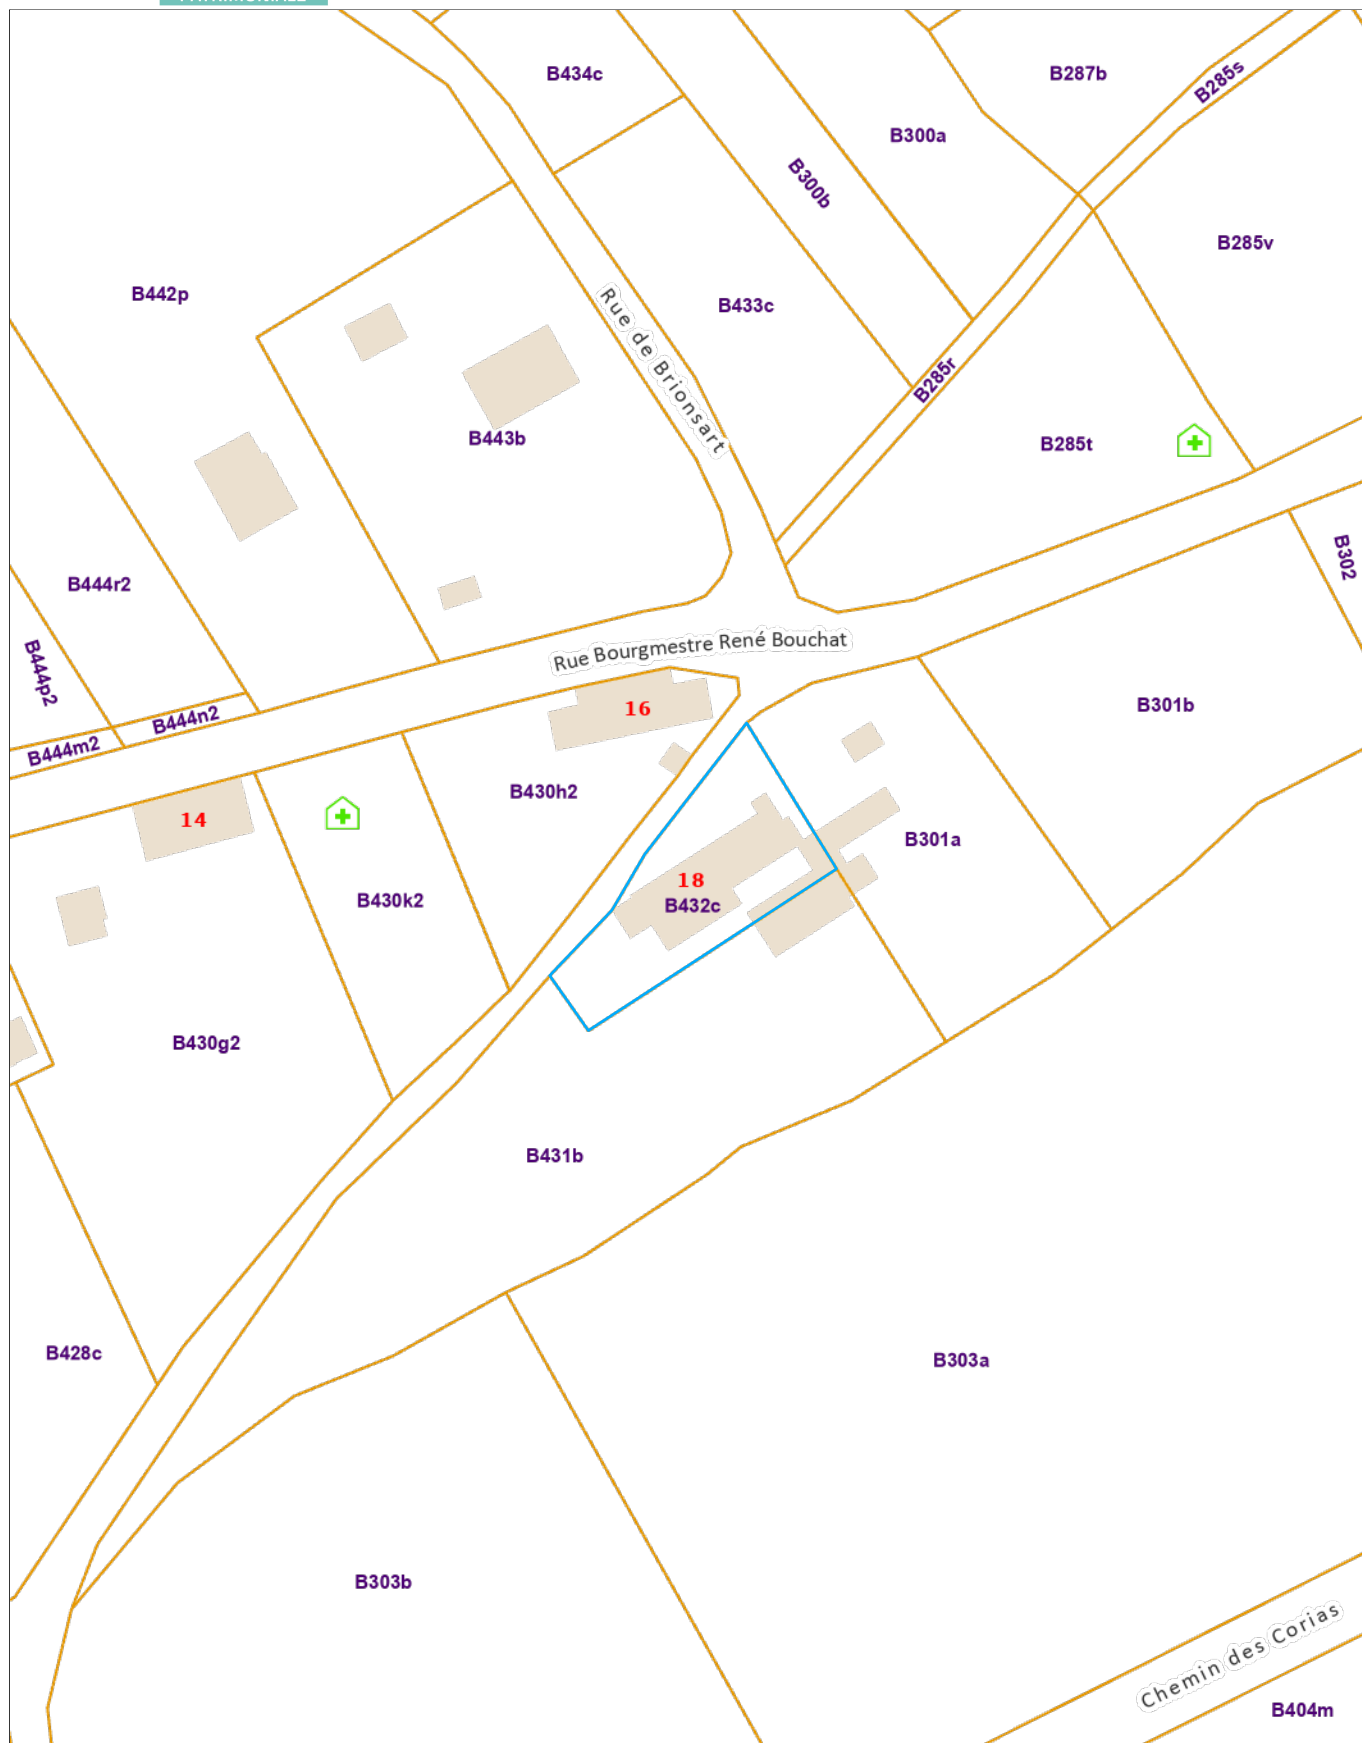 B434c
B287b
B285s
B300a
B300b
B285v
B442p
B433c
Rue de Brionsart
B285r
B443b
B285t
B302
B444r2
Rue Bourgmestre René Bouchat
B444p2
B301b
16
B444n2
B444m2
B430h2
14
B301a
18
B430k2
B432c
B430g2
B431b
B428c
B303a
B303b
Chemin des Corias
B404m